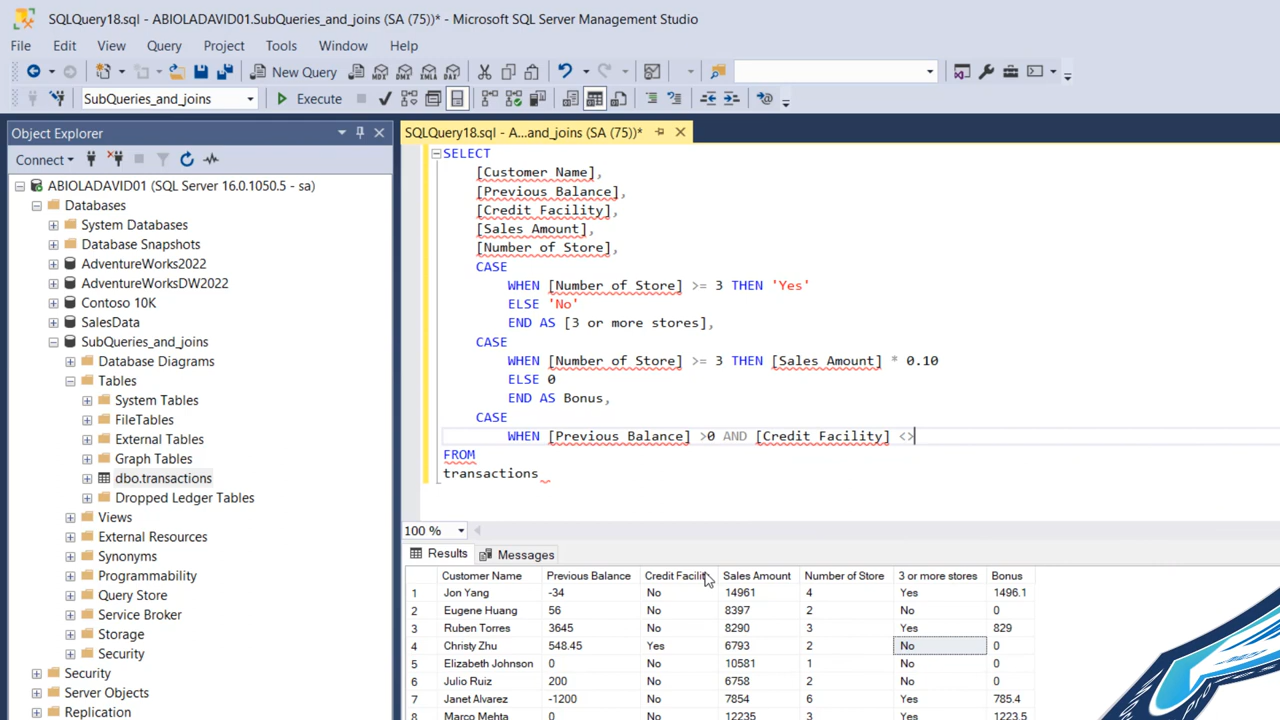 SQLQuery18.sql - ABIOLADAVID01.SubQueries_and_joins (SA (75))* - Microsoft SQL Server Management Studio
File Edit View Query Project Tools Window Help
New Query MDX DMX XMLA DAX
SubQueries_and_joins Execute
Object Explorer
SQLQuery18.sql - A...and_joins (SA (75))*
Connect
ABIOLADAVID01 (SQL Server 16.0.1050.5 - sa)
Databases
System Databases
Database Snapshots
AdventureWorks2022
AdventureWorksDW2022
Contoso 10K
SalesData
SubQueries_and_joins
Database Diagrams
Tables
System Tables
FileTables
External Tables
Graph Tables
dbo.transactions
Dropped Ledger Tables
Views
External Resources
Synonyms
Programmability
Query Store
Service Broker
Storage
Security
Security
Server Objects
Replication
SELECT
[Customer Name],
[Previous Balance],
[Credit Facility],
[Sales Amount],
[Number of Store],
CASE
WHEN [Number of Store] >= 3 THEN 'Yes'
ELSE 'No'
END AS [3 or more stores],
CASE
WHEN [Number of Store] >= 3 THEN [Sales Amount] * 0.10
ELSE 0
END AS Bonus,
CASE
WHEN [Previous Balance] >0 AND [Credit Facility] <>
FROM
transactions
100 %
Results Messages
Customer Name Previous Balance Credit Facility Sales Amount Number of Store 3 or more stores Bonus
1 Jon Yang -34 No 14961 4 Yes 1496.1
2 Eugene Huang 56 No 8397 2 No 0
3 Ruben Torres 3645 No 8290 3 Yes 829
4 Christy Zhu 548.45 Yes 6793 2 No 0
5 Elizabeth Johnson 0 No 10581 1 No 0
6 Julio Ruiz 200 No 6758 2 No 0
7 Janet Alvarez -1200 No 7854 6 Yes 785.4
8 Marco Mehta 0 No 12235 3 Yes 1223.5